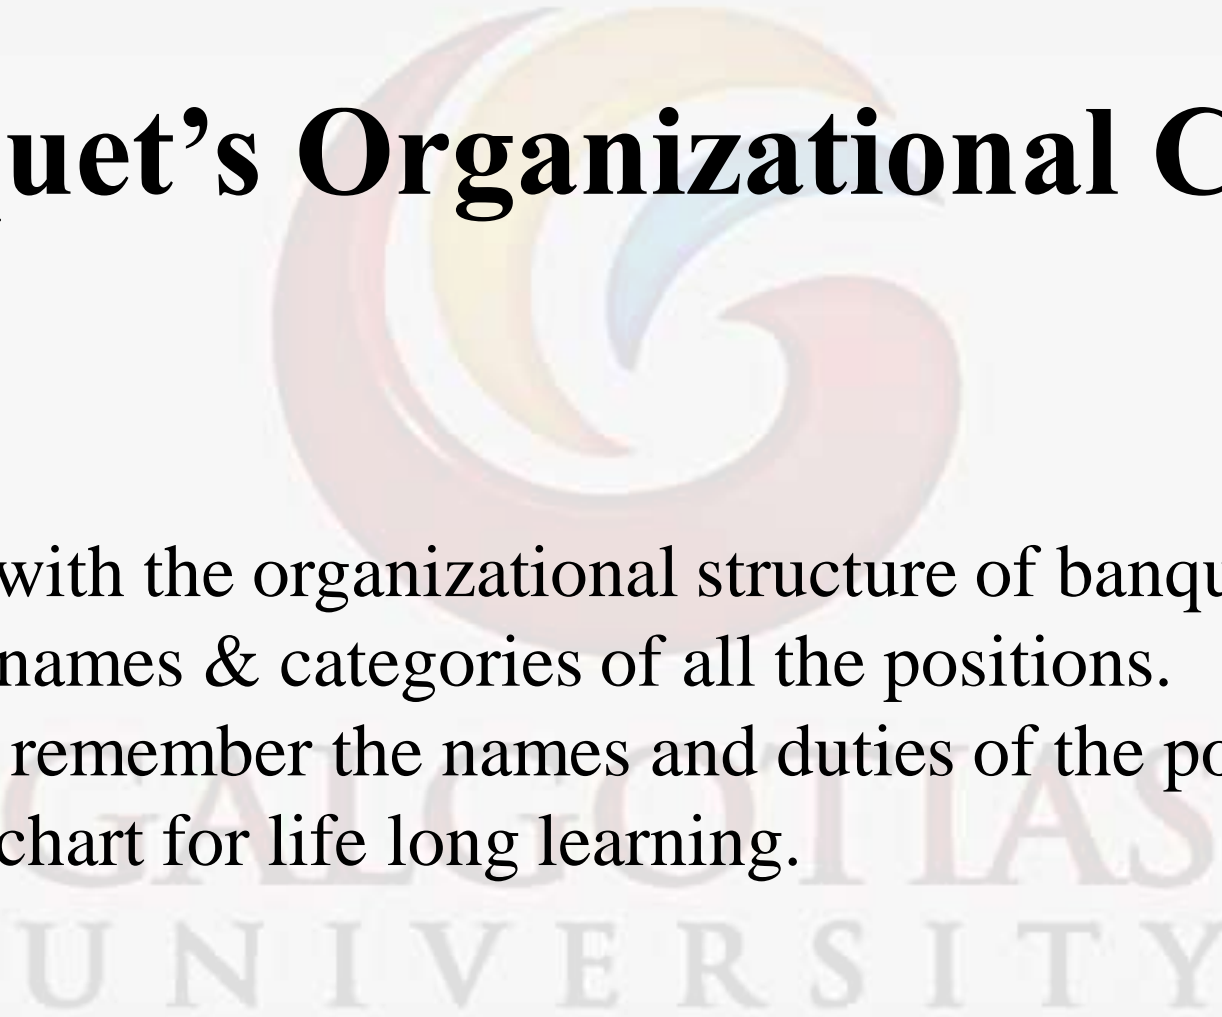 uet’s Organizational C
with the organizational structure of banqu
names & categories of all the positions.
remember the names and duties of the po
chart for life long learning.
GALGOTIAS
UNIVERSITY